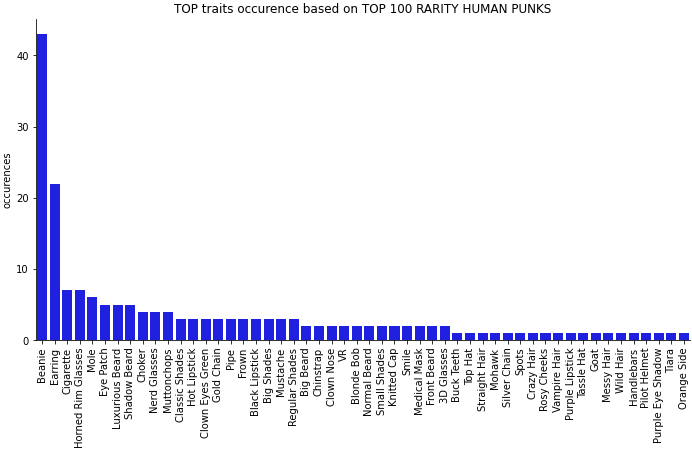 TOP traits occurence based on TOP 100 RARITY HUMAN PUNKS
occurences
40
30
20
10
0
Beanie
Earring
Cigarette
Horned Rim Glasses
Mole
Eye Patch
Luxurious Beard
Shadow Beard
Choker
Nerd Glasses
Muttonchops
Classic Shades
Hot Lipstick
Clown Eyes Green
Gold Chain
Pipe
Frown
Black Lipstick
Big Shades
Mustache
Regular Shades
Big Beard
Chinstrap
Clown Nose
VR
Blonde Bob
Normal Beard
Small Shades
Knitted Cap
Smile
Medical Mask
Front Beard
3D Glasses
Buck Teeth
Top Hat
Straight Hair
Mohawk
Silver Chain
Spots
Crazy Hair
Rosy Cheeks
Vampire Hair
Purple Lipstick
Tassle Hat
Goat
Messy Hair
Wild Hair
Handlebars
Pilot Helmet
Purple Eye Shadow
Tiara
Orange Side